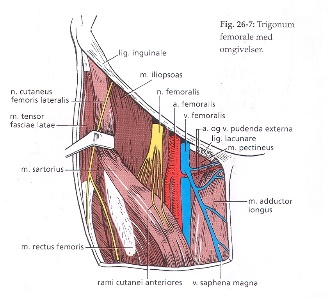 Fig. 26-7: Trigonum
femorale med
omgivelser.
lig. inguinale
m. iliopsoas
n. cutaneus
femoris lateralis
n. femoralis
a. femoralis
v. femoralis
m. tensor
fasciae latae
a. og v. pudenda externa
lig. lacunare
m. pectineus
m. sartorius
m. adductor
longus
m. rectus femoris
rami cutanei anteriores
v. saphena magna